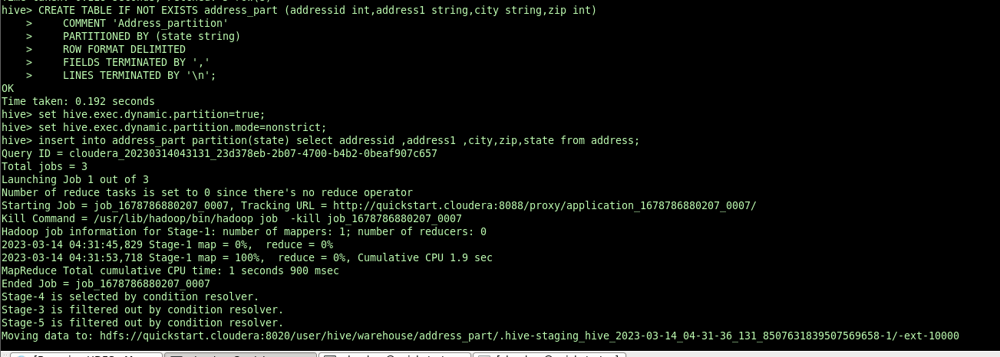 hive> CREATE TABLE IF NOT EXISTS address_part (addressid int,address1 string,city string,zip int)
    >     COMMENT 'Address_partition'
    >     PARTITIONED BY (state string)
    >     ROW FORMAT DELIMITED
    >     FIELDS TERMINATED BY ','
    >     LINES TERMINATED BY '\n';
OK
Time taken: 0.192 seconds
hive> set hive.exec.dynamic.partition=true;
hive> set hive.exec.dynamic.partition.mode=nonstrict;
hive> insert into address_part partition(state) select addressid ,address1 ,city,zip,state from address;
Query ID = cloudera_20230314043131_23d378eb-2b07-4700-b4b2-0beaf907c657
Total jobs = 3
Launching Job 1 out of 3
Number of reduce tasks is set to 0 since there's no reduce operator
Starting Job = job_1678786880207_0007, Tracking URL = http://quickstart.cloudera:8088/proxy/application_1678786880207_0007/
Kill Command = /usr/lib/hadoop/bin/hadoop job  -kill job_1678786880207_0007
Hadoop job information for Stage-1: number of mappers: 1; number of reducers: 0
2023-03-14 04:31:45,829 Stage-1 map = 0%,  reduce = 0%
2023-03-14 04:31:53,718 Stage-1 map = 100%,  reduce = 0%, Cumulative CPU 1.9 sec
MapReduce Total cumulative CPU time: 1 seconds 900 msec
Ended Job = job_1678786880207_0007
Stage-4 is selected by condition resolver.
Stage-3 is filtered out by condition resolver.
Stage-5 is filtered out by condition resolver.
Moving data to: hdfs://quickstart.cloudera:8020/user/hive/warehouse/address_part/.hive-staging_hive_2023-03-14_04-31-36_131_8507631839507569658-1/-ext-10000